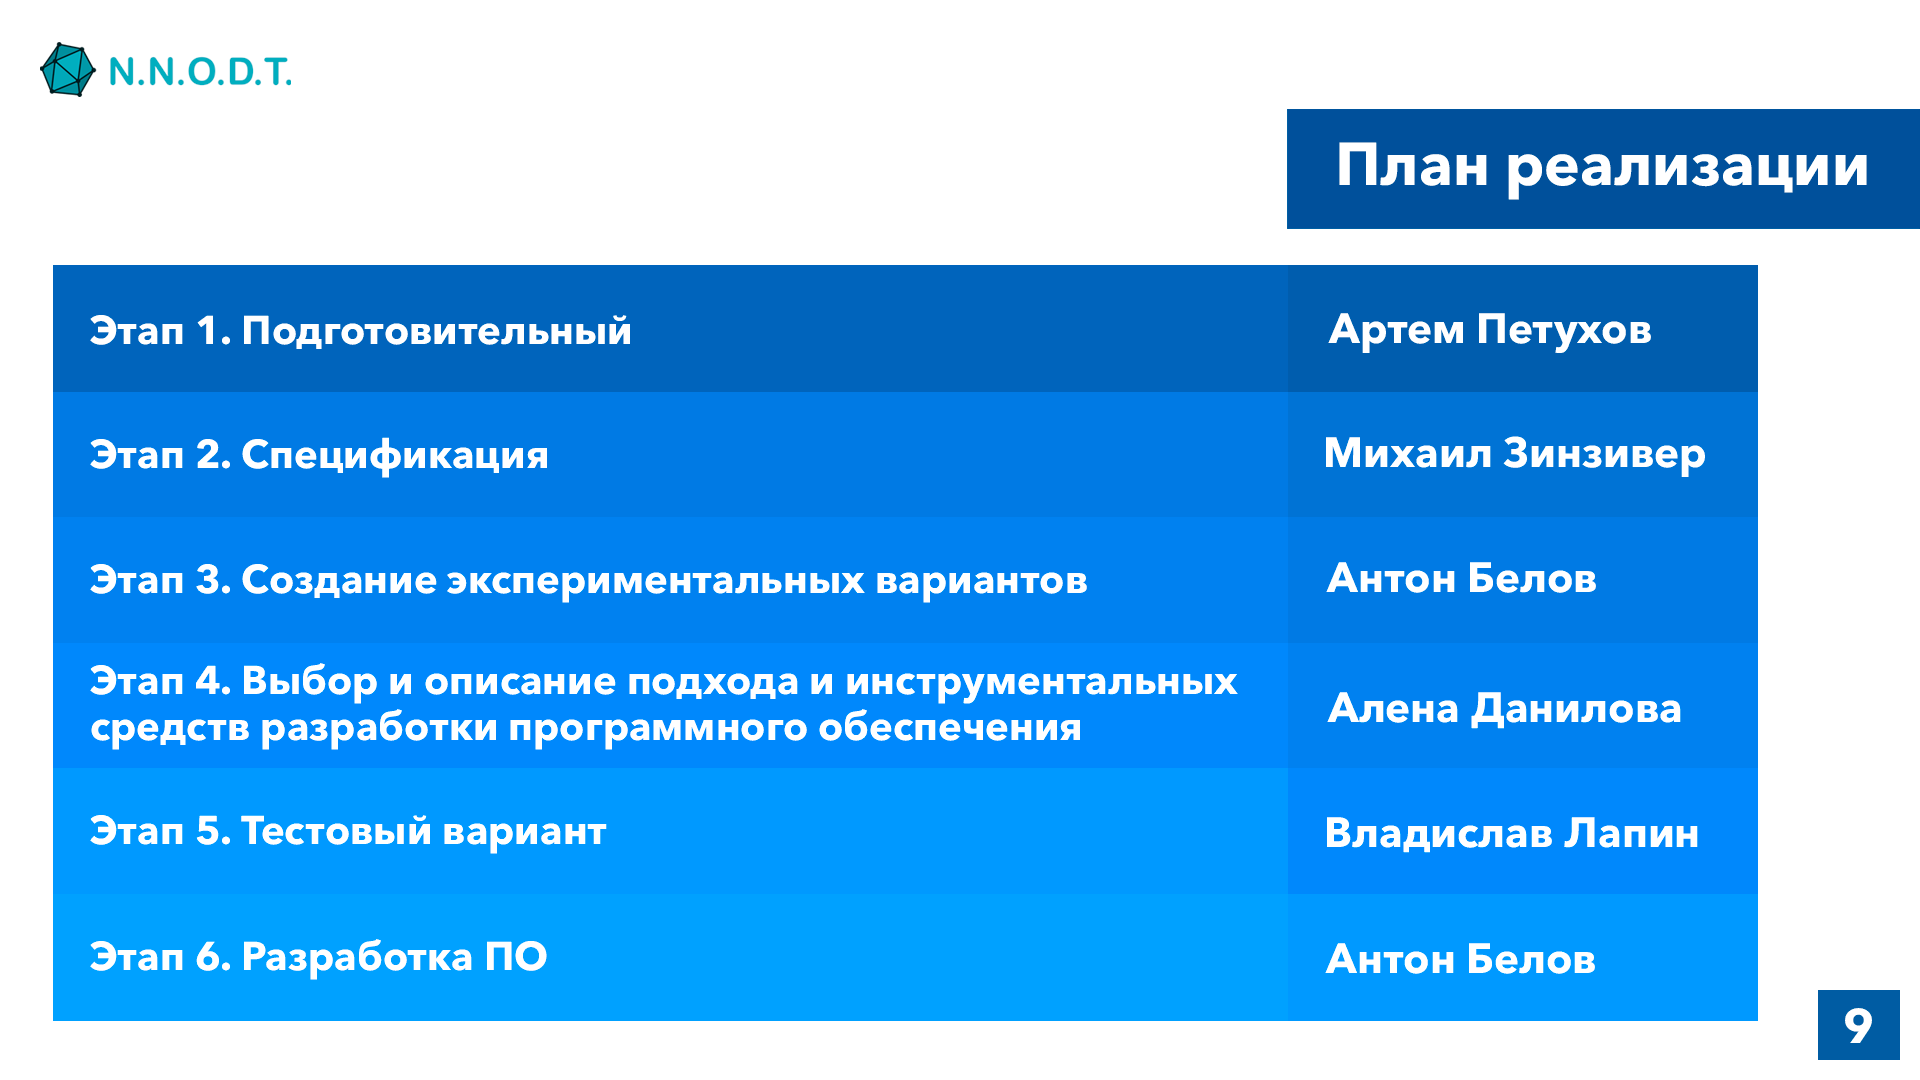 N.N.O.D.T.
План реализации
Этап 1. Подготовительный
Артем Петухов
Этап 2. Спецификация
Михаил Зинзивер
Этап 3. Создание экспериментальных вариантов
Антон Белов
Этап 4. Выбор и описание подхода и инструментальных
средств разработки программного обеспечения
Алена Данилова
Этап 5. Тестовый вариант
Владислав Лапин
Этап 6. Разработка ПО
Антон Белов
9